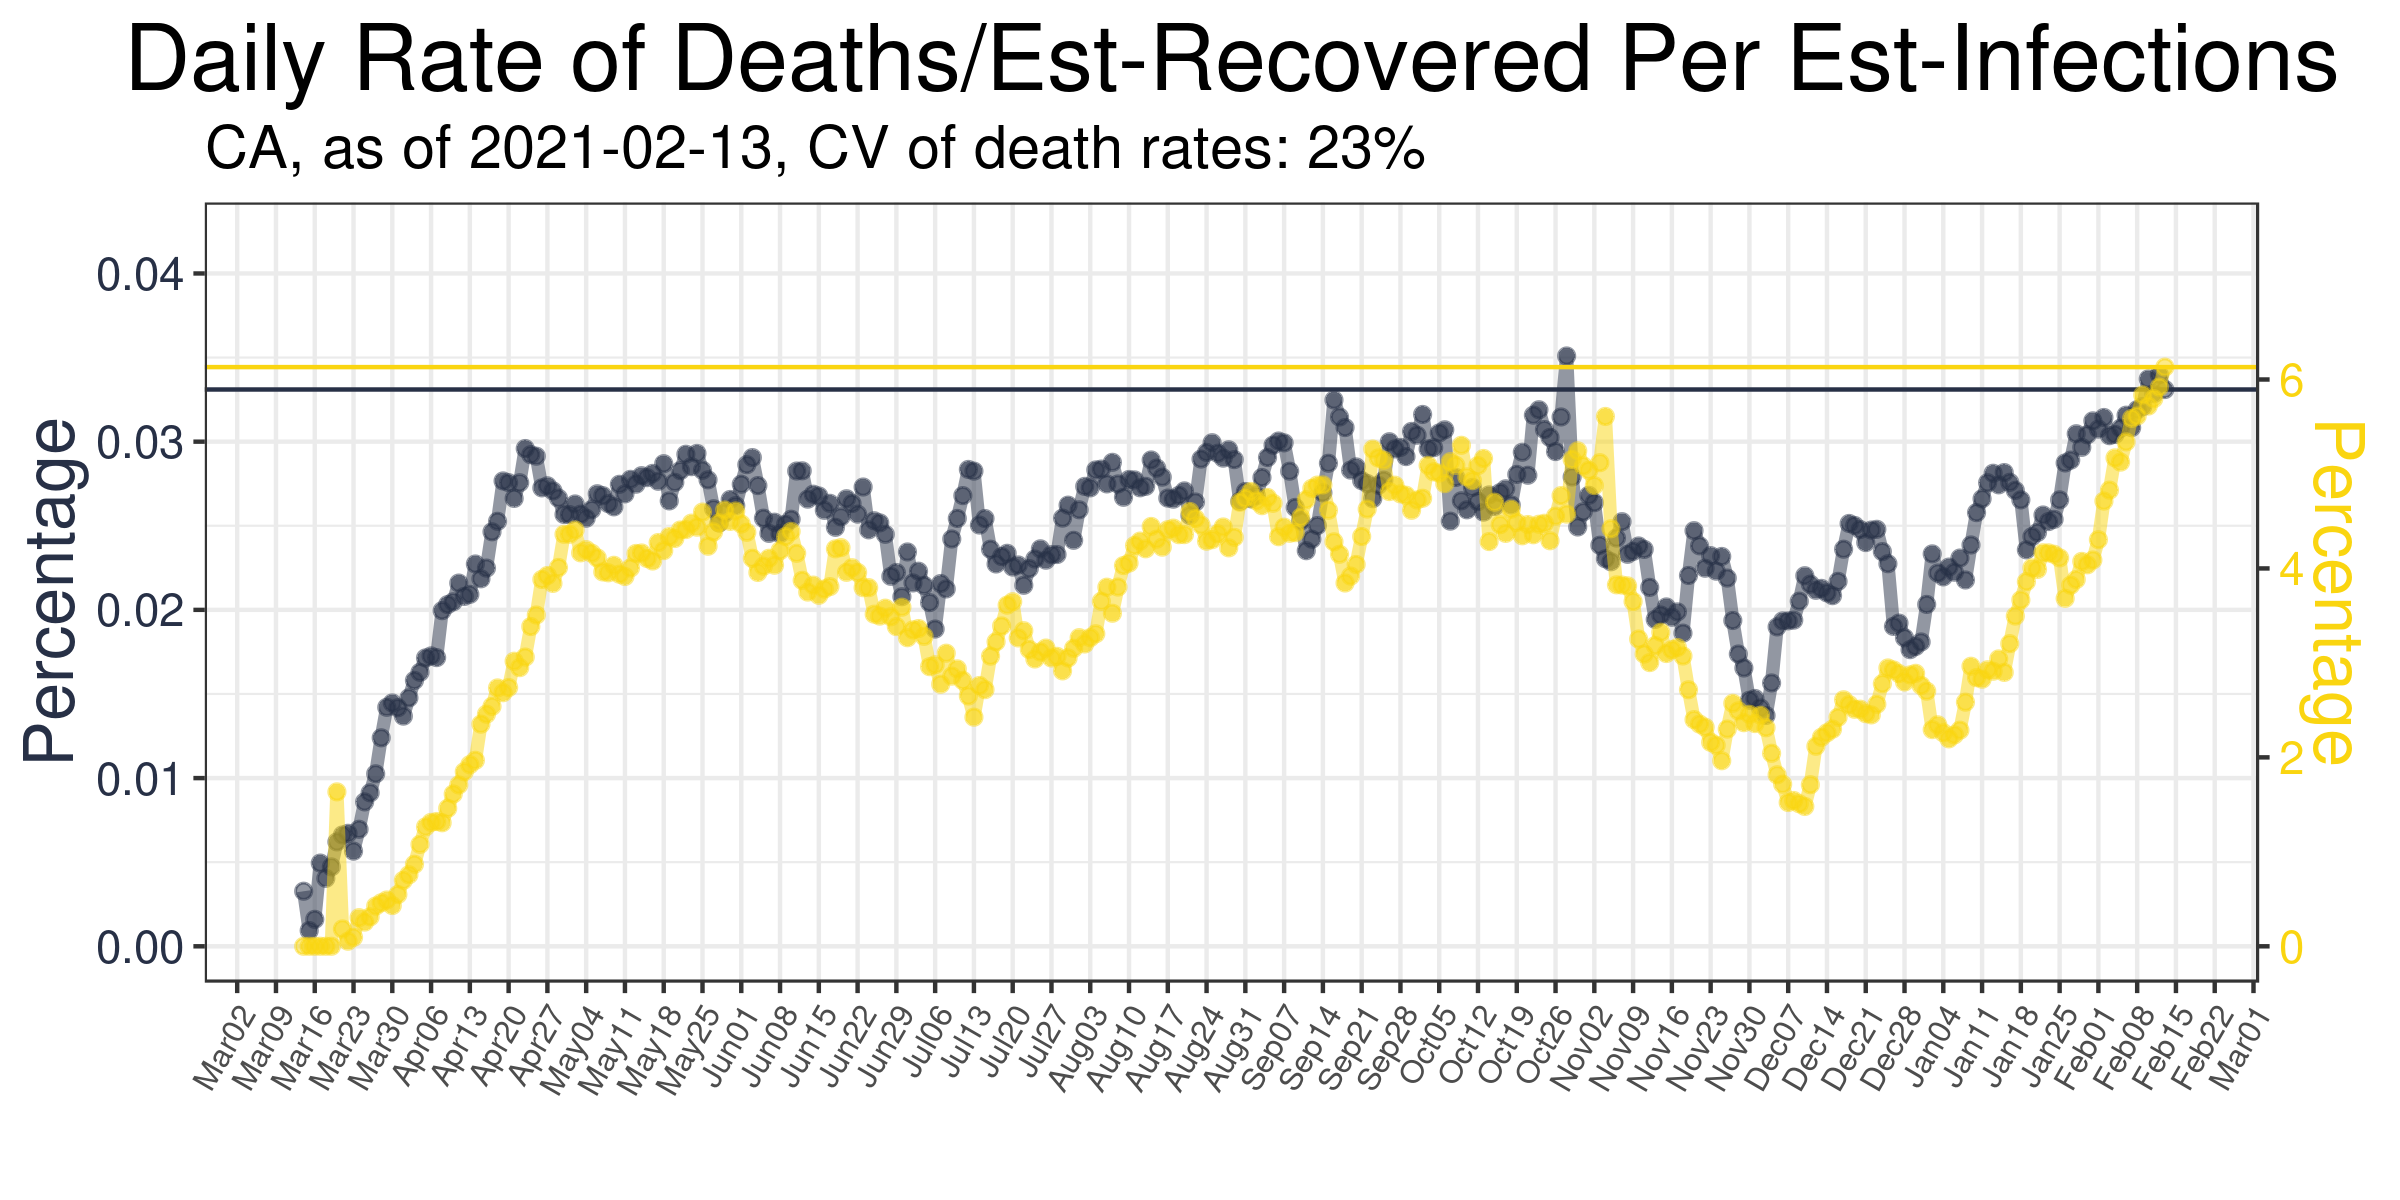 Daily Rate of Deaths/Est-Recovered Per Est-Infections
CA, as of 2021-02-13, CV of death rates: 23%
Percentage
0.04
0.03
0.02
0.01
0.00
6
4
2
0
Percentage
Mar02 Mar09 Mar16 Mar23 Mar30 Apr06 Apr13 Apr20 Apr27 May04 May11 May18 May25 Jun01 Jun08 Jun15 Jun22 Jun29 Jul06 Jul13 Jul20 Jul27 Aug03 Aug10 Aug17 Aug24 Aug31 Sep07 Sep14 Sep21 Sep28 Oct05 Oct12 Oct19 Oct26 Nov02 Nov09 Nov16 Nov23 Nov30 Dec07 Dec14 Dec21 Dec28 Jan04 Jan11 Jan18 Jan25 Feb01 Feb08 Feb15 Feb22 Mar01